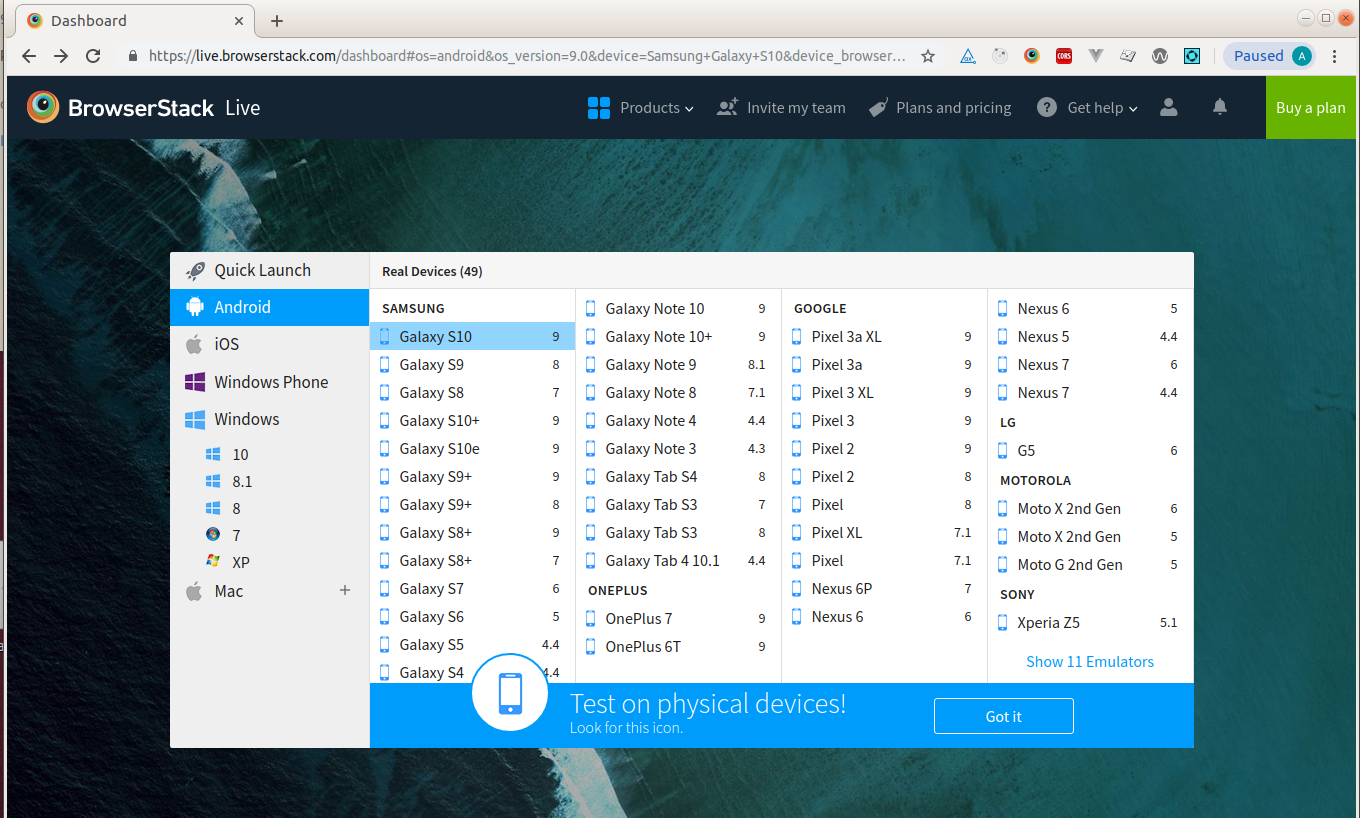 Dashboard
https://live.browserstack.com/dashboard#os=android&os_version=9.0&device=Samsung+Galaxy+S10&device_browser...
CORS
Paused A
BrowserStack Live
Products
Invite my team
Plans and pricing
? Get help
Buy a plan
Quick Launch
Android
iOS
Windows Phone
Windows
10
8.1
8
7
XP
Mac +
Real Devices (49)
SAMSUNG
Galaxy S10 9
Galaxy S9 8
Galaxy S8 7
Galaxy S10+ 9
Galaxy S10e 9
Galaxy S9+ 9
Galaxy S9+ 8
Galaxy S8+ 9
Galaxy S8+ 7
Galaxy S7 6
Galaxy S6 5
Galaxy S5 4.4
Galaxy S4 4.4
Galaxy Note 10 9
Galaxy Note 10+ 9
Galaxy Note 9 8.1
Galaxy Note 8 7.1
Galaxy Note 4 4.4
Galaxy Note 3 4.3
Galaxy Tab S4 8
Galaxy Tab S3 7
Galaxy Tab S3 8
Galaxy Tab 4 10.1 4.4
ONEPLUS
OnePlus 7 9
OnePlus 6T 9
GOOGLE
Pixel 3a XL 9
Pixel 3a 9
Pixel 3 XL 9
Pixel 3 9
Pixel 2 9
Pixel 2 8
Pixel 8
Pixel XL 7.1
Pixel 7.1
Nexus 6P 7
Nexus 6 6
Nexus 6 5
Nexus 5 4.4
Nexus 7 6
Nexus 7 4.4
LG
G5 6
MOTOROLA
Moto X 2nd Gen 6
Moto X 2nd Gen 5
Moto G 2nd Gen 5
SONY
Xperia Z5 5.1
Show 11 Emulators
Test on physical devices!
Look for this icon.
Got it